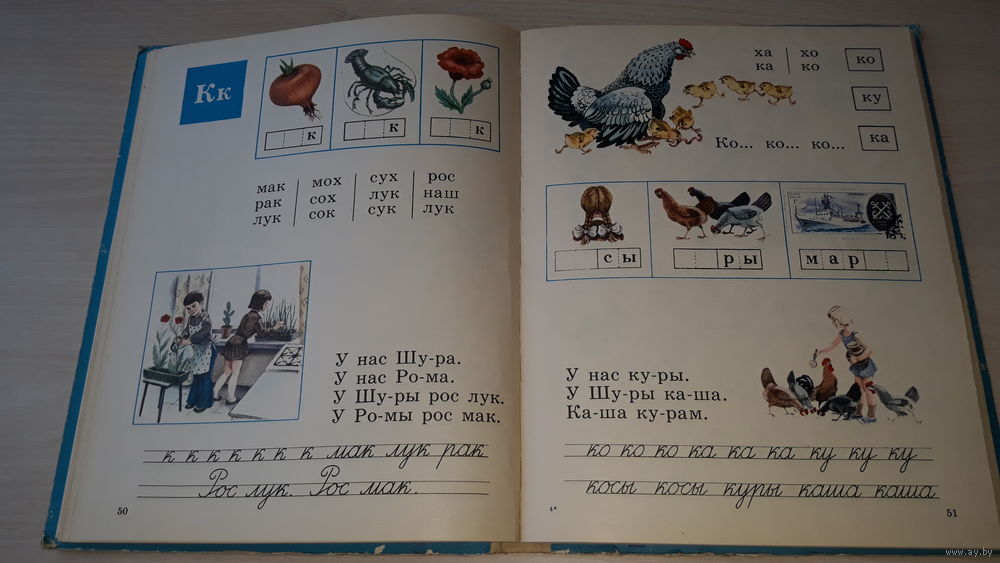 Кк
к
к
к
мак мох сух рос
рак сох лук наш
лук сок сук лук
У нас Шу-ра.
У нас Ро-ма.
У Шу-ры рос лук.
У Ро-мы рос мак.
к к к к к к к мак лук рак
Рос лук. Рос мак.
50
ха хо
ка ко
ко
ку
ка
Ко... ко... ко...
сы
ры
мар
У нас ку-ры.
У Шу-ры ка-ша.
Ка-ша ку-рам.
ко ко ко ка ка ка ку ку ку
косы косы куры каша каша
4*
51
www.ay.by